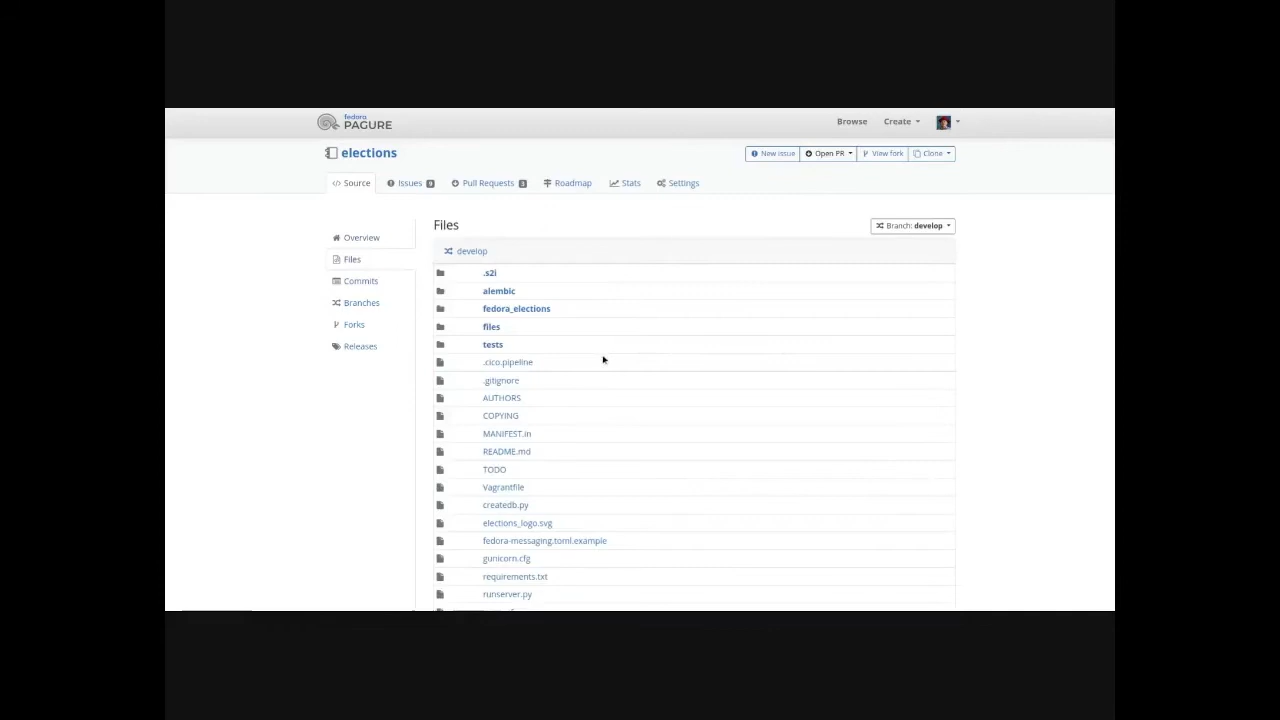 fedora
PAGURE
Browse
Create
elections
New issue
Open PR
View fork
Clone
Source
Issues 9
Pull Requests 3
Roadmap
Stats
Settings
Overview
Files
Commits
Branches
Forks
Releases
Files
Branch: develop
develop
.s2i
alembic
fedora_elections
files
tests
.cico.pipeline
.gitignore
AUTHORS
COPYING
MANIFEST.in
README.md
TODO
Vagrantfile
createdb.py
elections_logo.svg
fedora-messaging.toml.example
gunicorn.cfg
requirements.txt
runserver.py